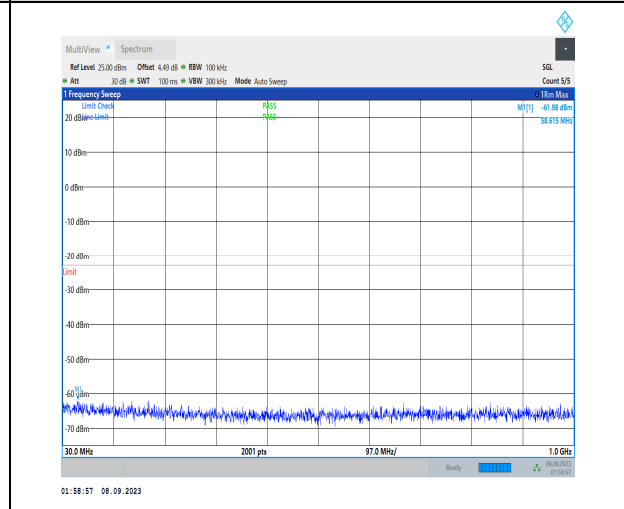 MultiView Spectrum
Ref Level 25.00 dBm Offset 4.49 dB RBW 100 kHz SGL
Att 30 dB SWT 100 ms VBW 300 kHz Mode Auto Sweep Count 5/5
1 Frequency Sweep 1Rm Max
Limit Check PASS M1[1] -61.98 dBm
Line Limit PASS 58.615 MHz
20 dBm
10 dBm
0 dBm
-10 dBm
-20 dBm
Limit
-30 dBm
-40 dBm
-50 dBm
M1
-60 dBm
-70 dBm
30.0 MHz 2001 pts 97.0 MHz/ 1.0 GHz
Ready 08.09.2023
01:58:57
01:58:57 08.09.2023